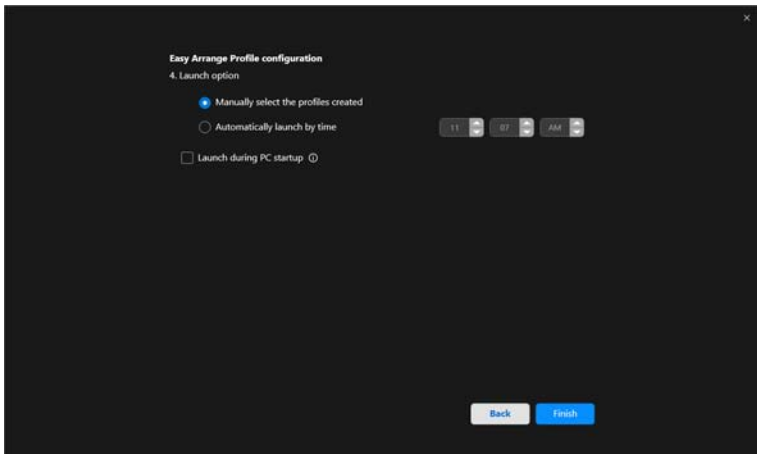 Easy Arrange Profile configuration
4. Launch option
Manually select the profiles created
Automatically launch by time 11 07 AM
Launch during PC startup
Back Finish